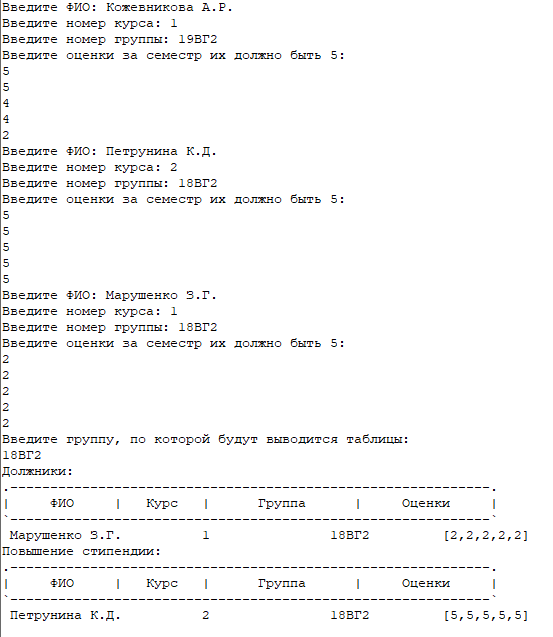 Введите ФИО: Кожевникова А.Р.
Введите номер курса: 1
Введите номер группы: 19ВГ2
Введите оценки за семестр их должно быть 5:
5
5
4
4
2
Введите ФИО: Петрунина К.Д.
Введите номер курса: 2
Введите номер группы: 18ВГ2
Введите оценки за семестр их должно быть 5:
5
5
5
5
5
Введите ФИО: Марушенко З.Г.
Введите номер курса: 1
Введите номер группы: 18ВГ2
Введите оценки за семестр их должно быть 5:
2
2
2
2
2
Введите группу, по которой будут выводится таблицы:
18ВГ2
Должники:
.------------------------------------------------------------.
|     ФИО     |   Курс   |      Группа      |     Оценки     |
`------------------------------------------------------------`
 Марушенко З.Г.          1               18ВГ2         [2,2,2,2,2]
Повышение стипендии:
.------------------------------------------------------------.
|     ФИО     |   Курс   |      Группа      |     Оценки     |
`------------------------------------------------------------`
 Петрунина К.Д.          2               18ВГ2         [5,5,5,5,5]